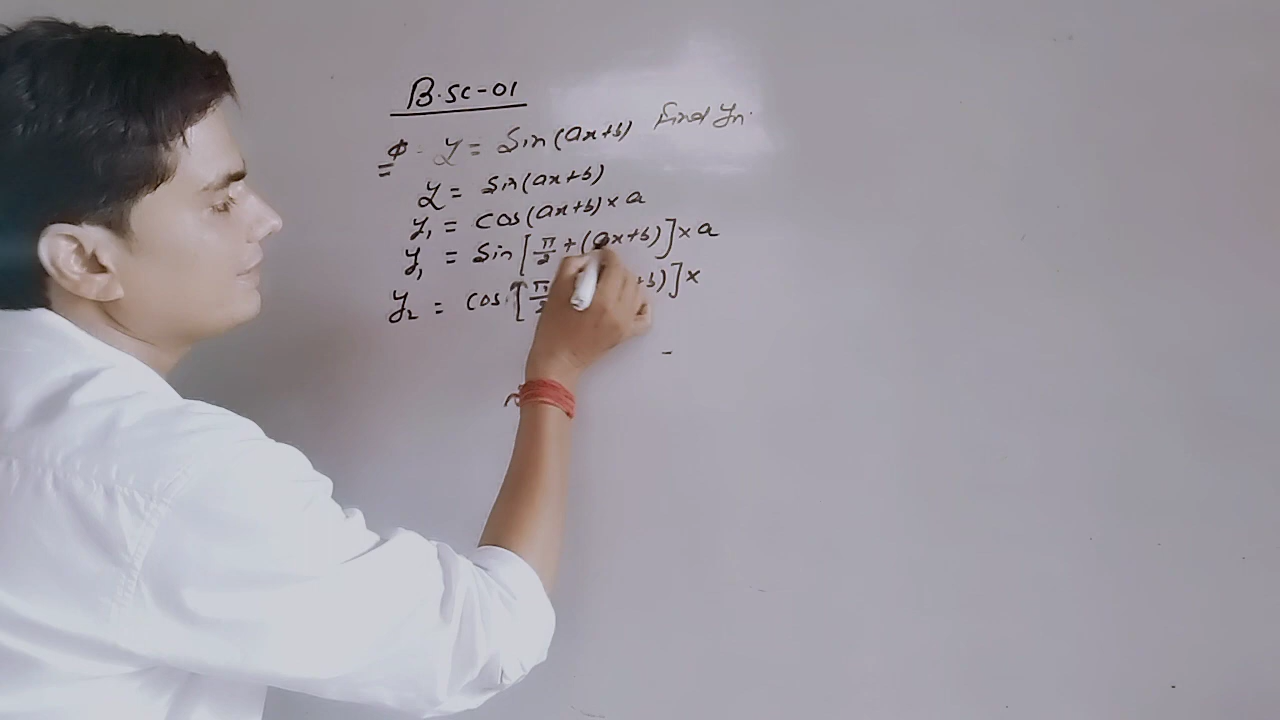 B.Sc-01
Q. y = Sin(ax+b) find yn.
y = Sin(ax+b)
y₁ = Cos(ax+b)×a
y₁ = Sin[π/2+(ax+b)]×a
y₂ = Cos[π/2 +b)]×